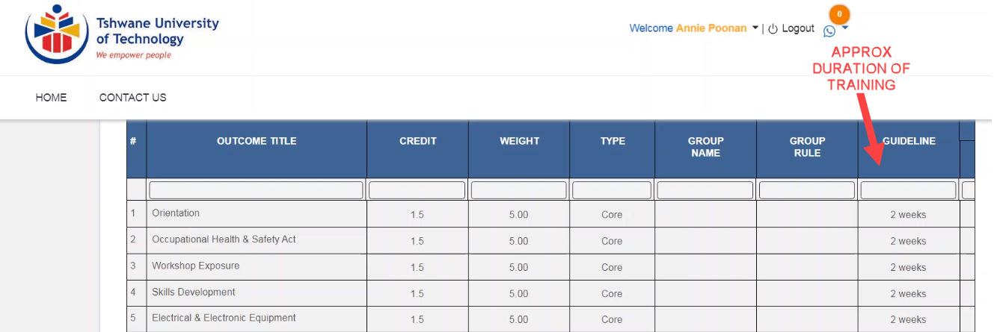 Tshwane University
of Technology
We empower people
Welcome Annie Poonan | Logout
0
APPROX
DURATION OF
TRAINING
HOME CONTACT US
# OUTCOME TITLE CREDIT WEIGHT TYPE GROUP NAME GROUP RULE GUIDELINE
1 Orientation 1.5 5.00 Core 2 weeks
2 Occupational Health & Safety Act 1.5 5.00 Core 2 weeks
3 Workshop Exposure 1.5 5.00 Core 2 weeks
4 Skills Development 1.5 5.00 Core 2 weeks
5 Electrical & Electronic Equipment 1.5 5.00 Core 2 weeks